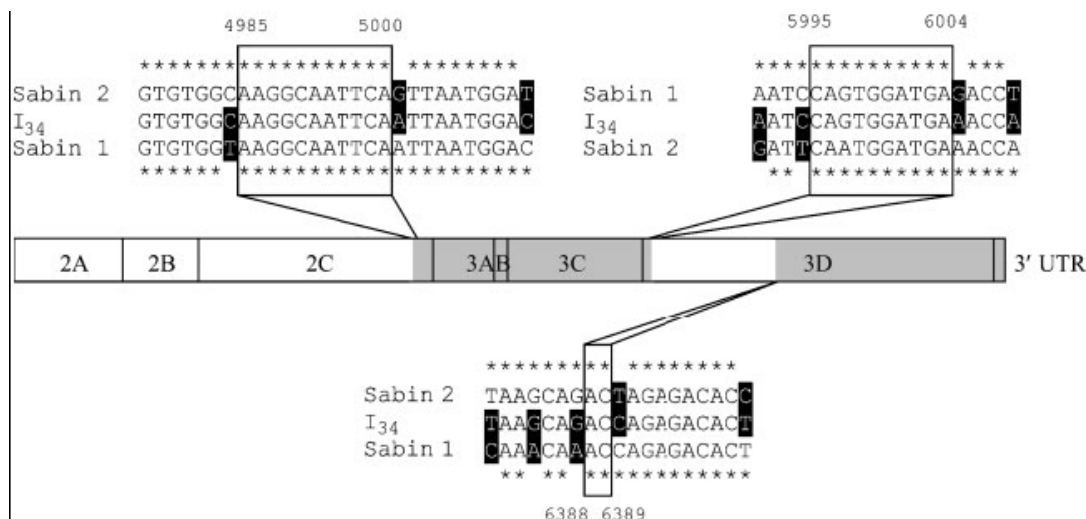 4985 5000
****************** ********
Sabin 2 GTGTGGCAAGGCAATTCAGTTAATGGAT
I34 GTGTGGCAAGGCAATTCAATTAATGGAC
Sabin 1 GTGTGGTAAGGCAATTCAATTAATGGAC
****** *********************
5995 6004
************** ***
Sabin 1 AATCCAGTGGATGAGACCT
I34 AATCCAGTGGATGAAACCA
Sabin 2 GATTCAATGGATGAAACCA
** ***************
2A 2B 2C 3AB 3C 3D 3′ UTR
********* ********
Sabin 2 TAAGCAGACTAGAGACACC
I34 TAAGCAGACCAGAGACACT
Sabin 1 CAAACAAACCAGAGACACT
** ** ************
6388 6389